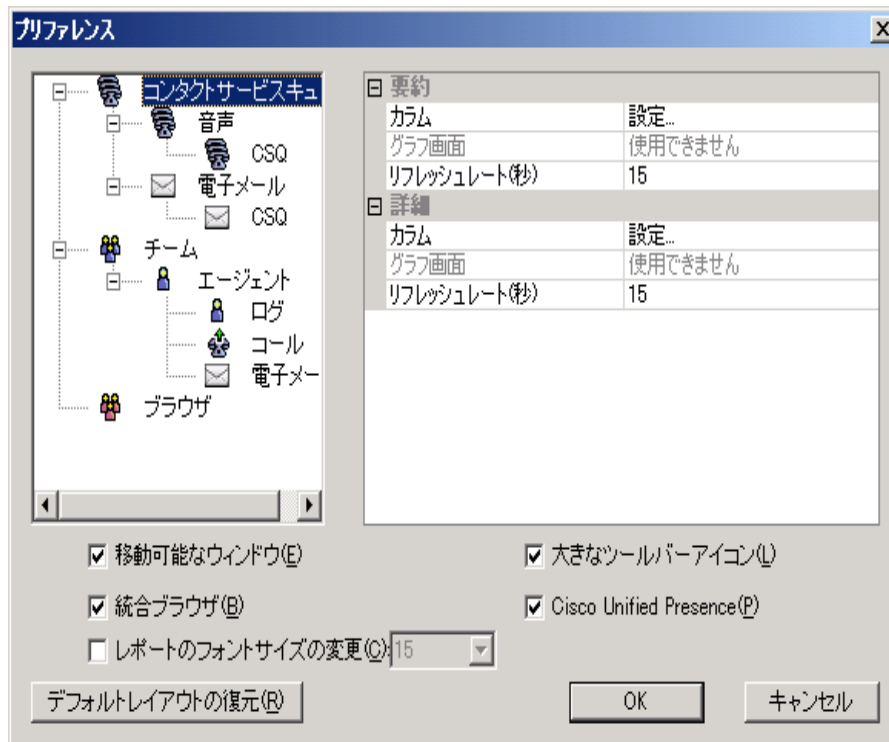 プリファレンス
コンタクトサービスキュ
音声
CSQ
電子メール
CSQ
チーム
エージェント
ログ
コール
電子メー
ブラウザ
要約
カラム 設定...
グラフ画面 使用できません
リフレッシュレート(秒) 15
詳細
カラム 設定...
グラフ画面 使用できません
リフレッシュレート(秒) 15
移動可能なウィンドウ(E) 大きなツールバーアイコン(L)
統合ブラウザ(B) Cisco Unified Presence(P)
レポートのフォントサイズの変更(C): 15
デフォルトレイアウトの復元(R) OK キャンセル